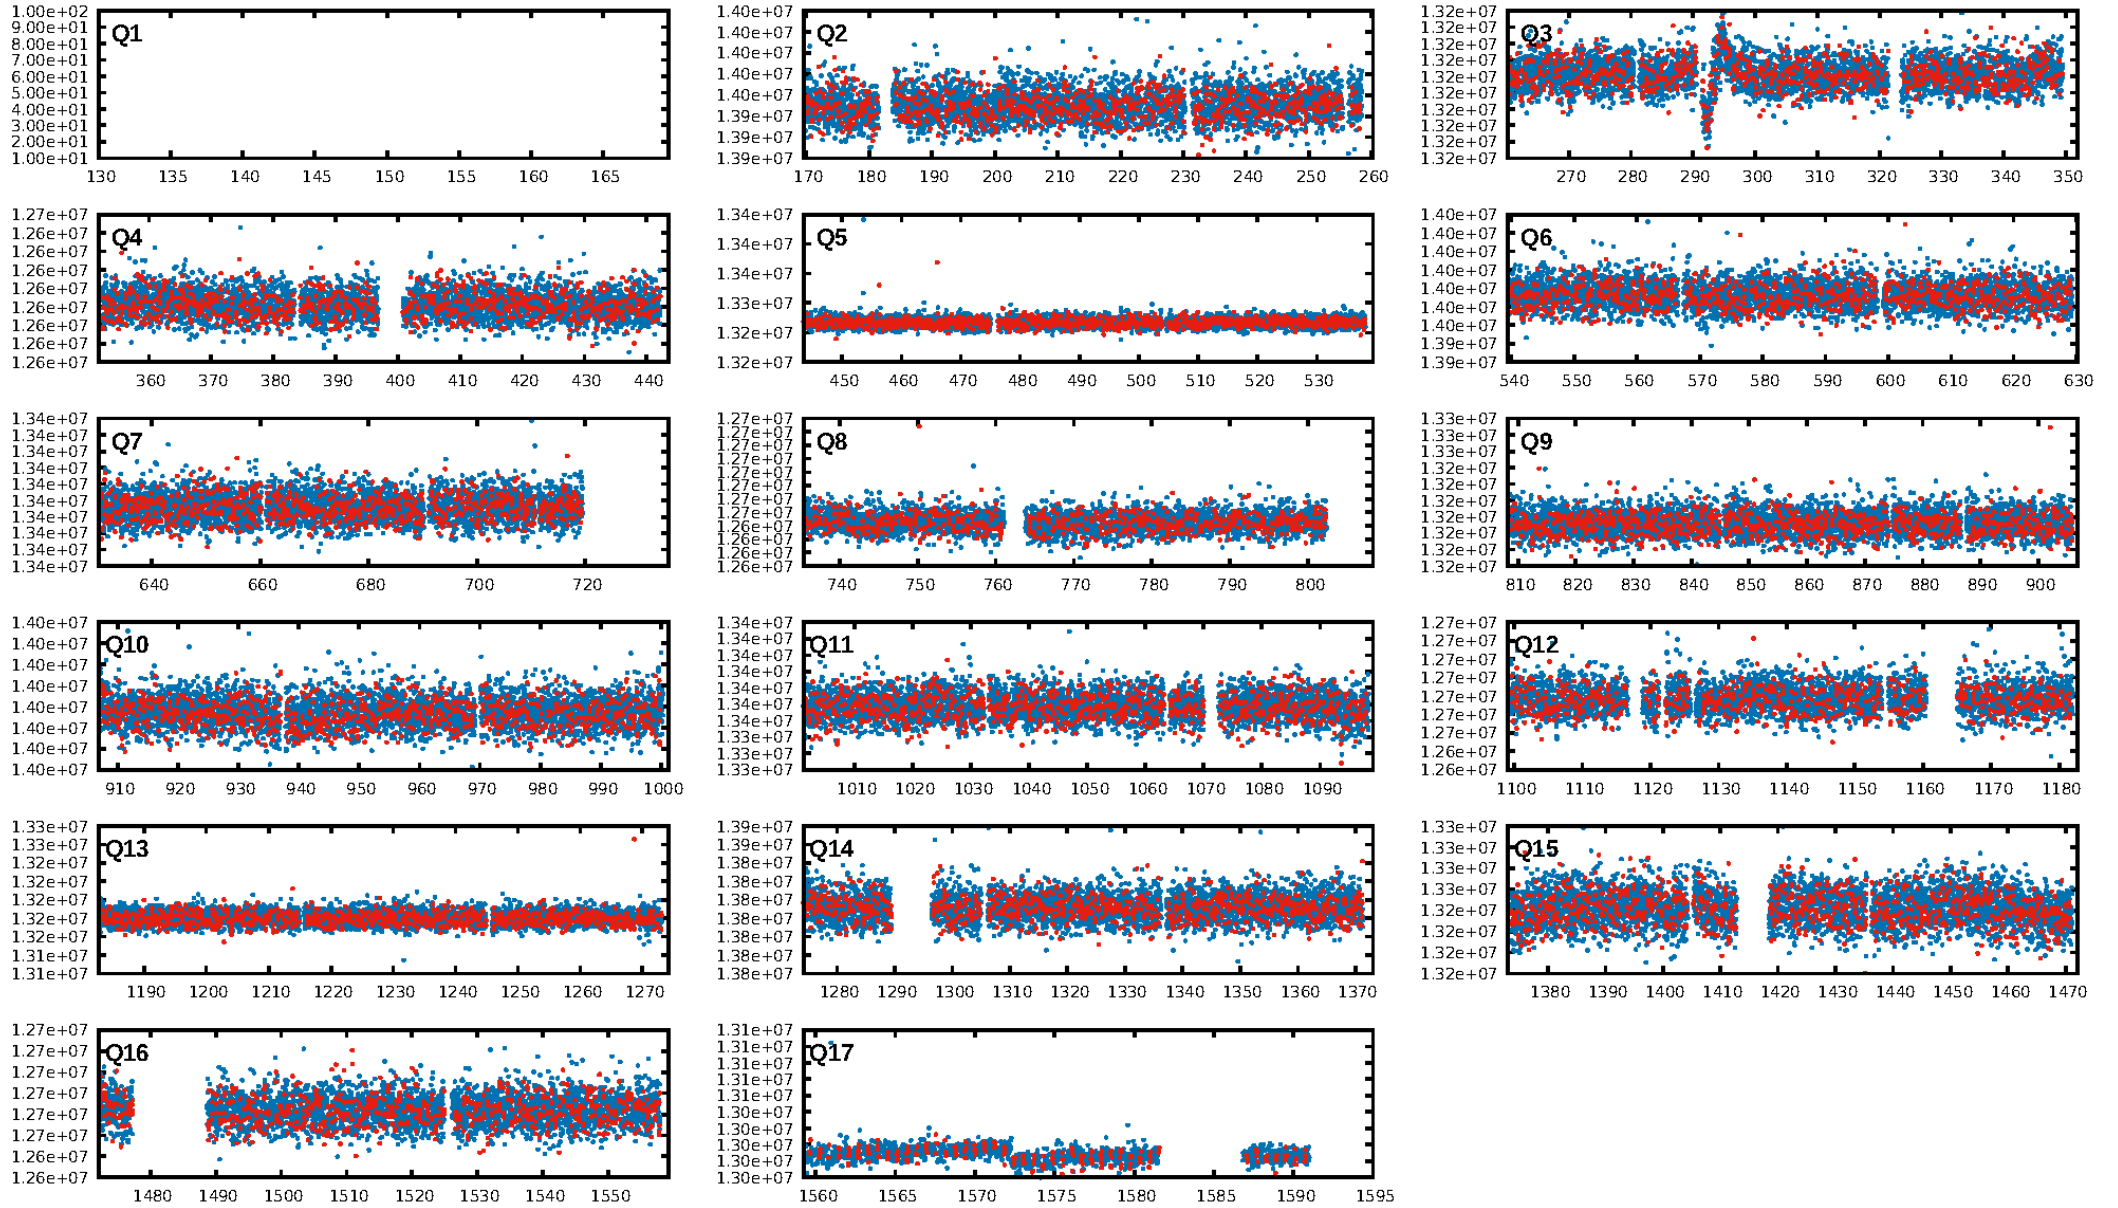 Q1
1.00e+02
9.00e+01
8.00e+01
7.00e+01
6.00e+01
5.00e+01
4.00e+01
3.00e+01
2.00e+01
1.00e+01
130 135 140 145 150 155 160 165
Q2
1.40e+07
1.40e+07
1.40e+07
1.40e+07
1.40e+07
1.39e+07
1.39e+07
1.39e+07
170 180 190 200 210 220 230 240 250 260
Q3
1.32e+07
1.32e+07
1.32e+07
1.32e+07
1.32e+07
1.32e+07
1.32e+07
1.32e+07
1.32e+07
1.32e+07
270 280 290 300 310 320 330 340 350
Q4
1.27e+07
1.26e+07
1.26e+07
1.26e+07
1.26e+07
1.26e+07
1.26e+07
1.26e+07
1.26e+07
360 370 380 390 400 410 420 430 440
Q5
1.34e+07
1.34e+07
1.34e+07
1.33e+07
1.32e+07
1.32e+07
450 460 470 480 490 500 510 520 530
Q6
1.40e+07
1.40e+07
1.40e+07
1.40e+07
1.40e+07
1.40e+07
1.40e+07
1.39e+07
1.39e+07
540 550 560 570 580 590 600 610 620 630
Q7
1.34e+07
1.34e+07
1.34e+07
1.34e+07
1.34e+07
1.34e+07
1.34e+07
1.34e+07
1.34e+07
1.34e+07
640 660 680 700 720
Q8
1.27e+07
1.27e+07
1.27e+07
1.27e+07
1.27e+07
1.27e+07
1.27e+07
1.27e+07
1.26e+07
1.26e+07
1.26e+07
1.26e+07
740 750 760 770 780 790 800
Q9
1.33e+07
1.33e+07
1.32e+07
1.32e+07
1.32e+07
1.32e+07
1.32e+07
1.32e+07
1.32e+07
1.32e+07
810 820 830 840 850 860 870 880 890 900
Q10
1.40e+07
1.40e+07
1.40e+07
1.40e+07
1.40e+07
1.40e+07
1.40e+07
1.40e+07
910 920 930 940 950 960 970 980 990 1000
Q11
1.34e+07
1.34e+07
1.34e+07
1.34e+07
1.34e+07
1.34e+07
1.34e+07
1.33e+07
1.33e+07
1.33e+07
1010 1020 1030 1040 1050 1060 1070 1080 1090
Q12
1.27e+07
1.27e+07
1.27e+07
1.27e+07
1.27e+07
1.27e+07
1.27e+07
1.26e+07
1.26e+07
1100 1110 1120 1130 1140 1150 1160 1170 1180
Q13
1.33e+07
1.33e+07
1.32e+07
1.32e+07
1.32e+07
1.32e+07
1.32e+07
1.31e+07
1.31e+07
1190 1200 1210 1220 1230 1240 1250 1260 1270
Q14
1.39e+07
1.39e+07
1.38e+07
1.38e+07
1.38e+07
1.38e+07
1.38e+07
1.38e+07
1.38e+07
1280 1290 1300 1310 1320 1330 1340 1350 1360 1370
Q15
1.33e+07
1.33e+07
1.33e+07
1.33e+07
1.32e+07
1.32e+07
1.32e+07
1.32e+07
1380 1390 1400 1410 1420 1430 1440 1450 1460 1470
Q16
1.27e+07
1.27e+07
1.27e+07
1.27e+07
1.27e+07
1.27e+07
1.26e+07
1.26e+07
1480 1490 1500 1510 1520 1530 1540 1550
Q17
1.31e+07
1.31e+07
1.31e+07
1.31e+07
1.31e+07
1.30e+07
1.30e+07
1.30e+07
1.30e+07
1.30e+07
1560 1565 1570 1575 1580 1585 1590 1595